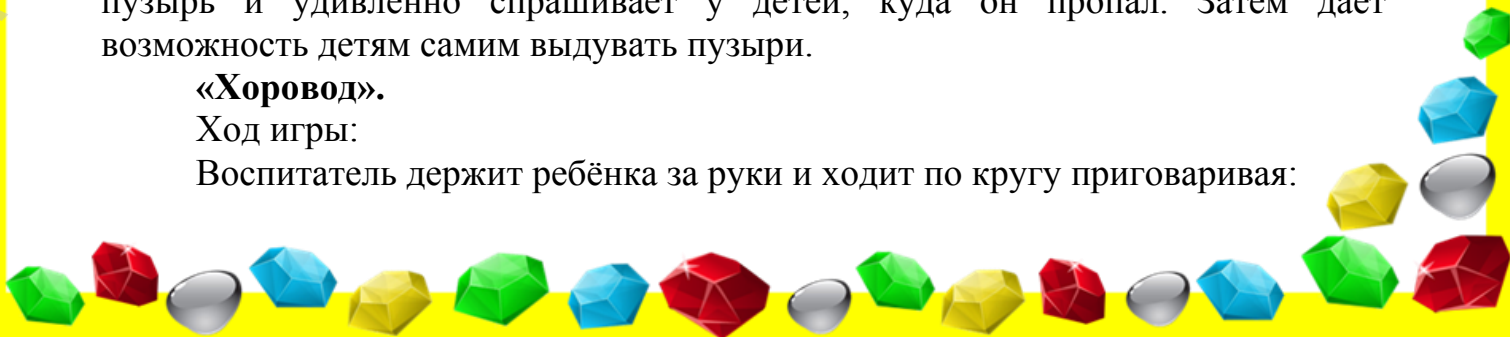 пузырь и удивленно спрашивает у детей, куда он пропал. Затем дает
возможность детям самим выдувать пузыри.
«Хоровод».
Ход игры:
Воспитатель держит ребёнка за руки и ходит по кругу приговаривая: